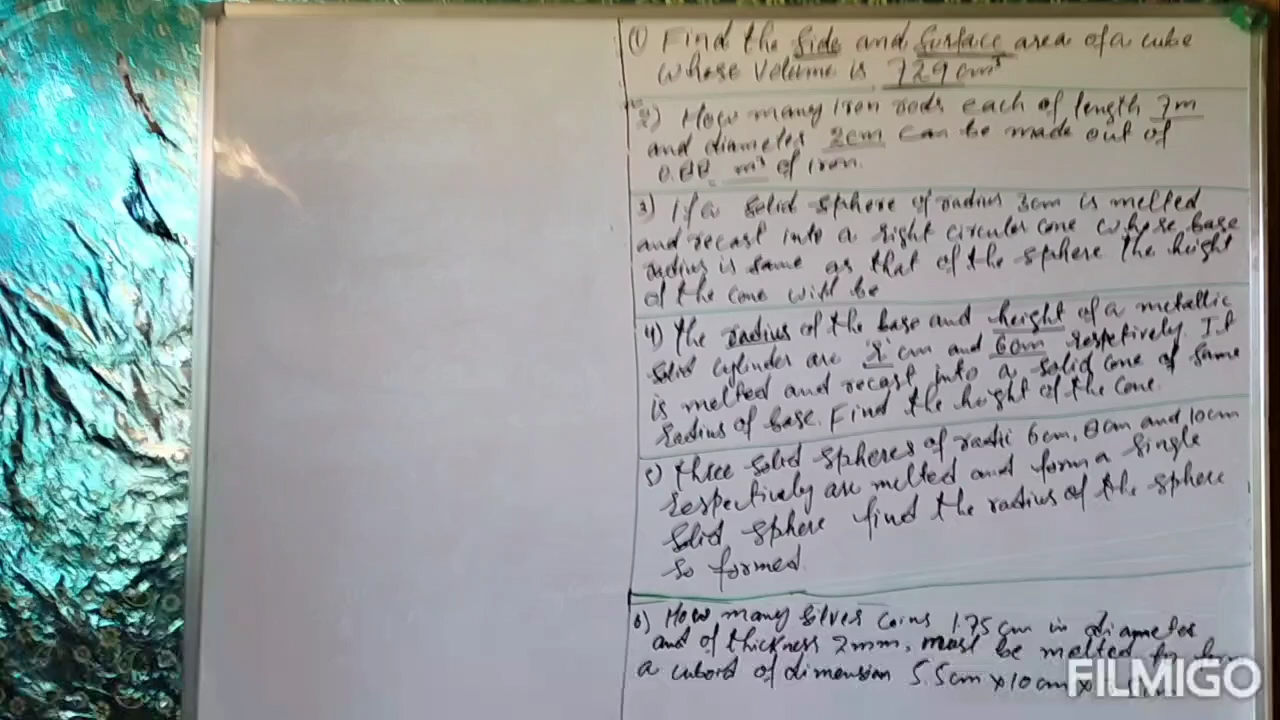 ① Find the side and surface area of a cube
whose volume is 729 cm³
2) How many iron rods each of length 7m
and diameter 2cm can be made out of
0.88 m³ of iron.
3) If a solid sphere of radius 3cm is melted
and recast into a right circular cone whose base
radius is same as that of the sphere the height
of the cone will be
4) The radius of the base and height of a metallic
solid cylinder are cm and 6cm respetively. It
is melted and recast into a solid cone of same
radius of base. Find the height of the cone.
5) three solid spheres of radii 6cm, 8cm and 10cm
respectively are melted and form a single
solid sphere find the radius of the sphere
so formed
6) How many silver coins 1.75 cm in diameter
and of thickness 2mm, must be melted to
a cuboid of dimension 5.5cm x 10cm x
FILMIGO